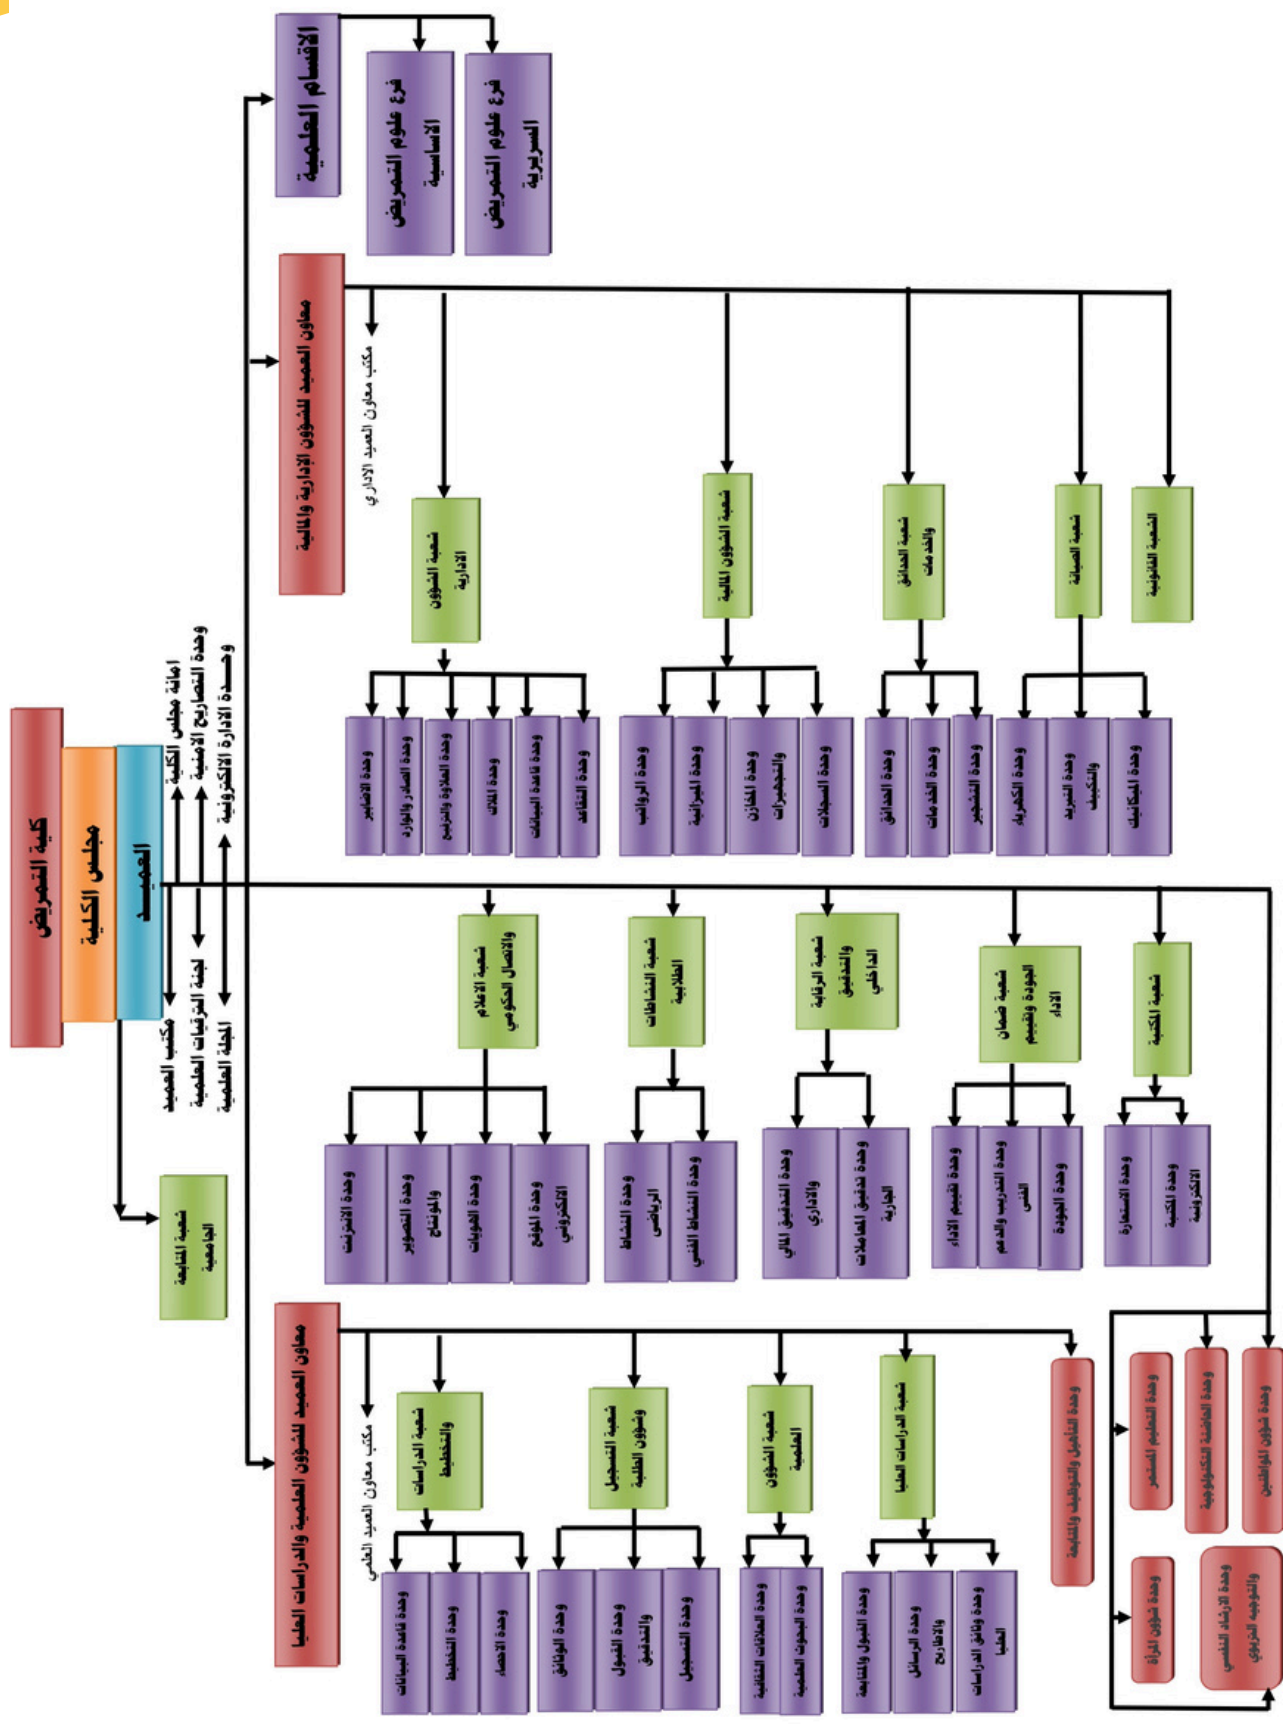 كلية التمريض
مجلس الكلية
العميـــد
امانة مجلس الكلية
وحدة التصاريح الامنية
وحـــدة الادارة الالكترونية
مكتب العميد
لجنة الترقيات العلمية
المجلة العلمية
شعبة المتابعة
الجامعية
الاقسام العلمية
فرع علوم التمريض
الاساسية
فرع علوم التمريض
السريرية
معاون العميد للشؤون الإدارية والمالية
مكتب معاون العميد الاداري
شعبة الشؤون
الادارية
وحدة الاضابير
وحدة الصادر والوارد
وحدة العلاوة والترفيع
وحدة الملاك
وحدة قاعدة البيانات
وحدة التقاعد
شعبة الشؤون المالية
وحدة الرواتب
وحدة الميزانية
وحدة المخازن
والتجهيزات
وحدة السجلات
شعبة الحدائق
والخدمات
وحدة الحدائق
وحدة الخدمات
وحدة التشجير
شعبة الصيانة
وحدة الكهرباء
وحدة التبريد
والتكييف
وحدة الميكانيك
الشعبة القانونية
شعبة الاعلام
والاتصال الحكومي
وحدة الانترنيت
وحدة التصوير
والمونتاج
وحدة الهويات
وحدة الموقع
الالكتروني
شعبة النشاطات
الطلابية
وحدة النشاط
الرياضي
وحدة النشاط الفني
شعبة الرقابة
والتدقيق
الداخلي
وحدة التدقيق المالي
والاداري
وحدة تدقيق المعاملات
الجارية
شعبة ضمان
الجودة وتقييم
الاداء
وحدة تقييم الاداء
وحدة التدريب والدعم
الفني
وحدة الجودة
شعبة المكتبة
وحدة الاستعارة
وحدة المكتبة
الالكترونية
معاون العميد للشؤون العلمية والدراسات العليا
مكتب معاون العميد العلمي
شعبة الدراسات
والتخطيط
وحدة قاعدة البيانات
وحدة التخطيط
وحدة الاحصاء
شعبة التسجيل
وشؤون الطلبة
وحدة الوثائق
وحدة القبول
والتدقيق
وحدة التسجيل
شعبة الشؤون
العلمية
وحدة العلاقات الثقافية
وحدة البحوث العلمية
شعبة الدراسات العليا
وحدة القبول والمتابعة
وحدة الرسائل
والاطاريح
وحدة وثائق الدراسات
العليا
وحدة التأهيل والتوظيف والمتابعة
وحدة التعليم المستمر
وحدة الحاضنة التكنولوجية
وحدة شؤون المواطنين
وحدة شؤون المرأة
وحدة الارشاد النفسي
والتوجيه التربوي